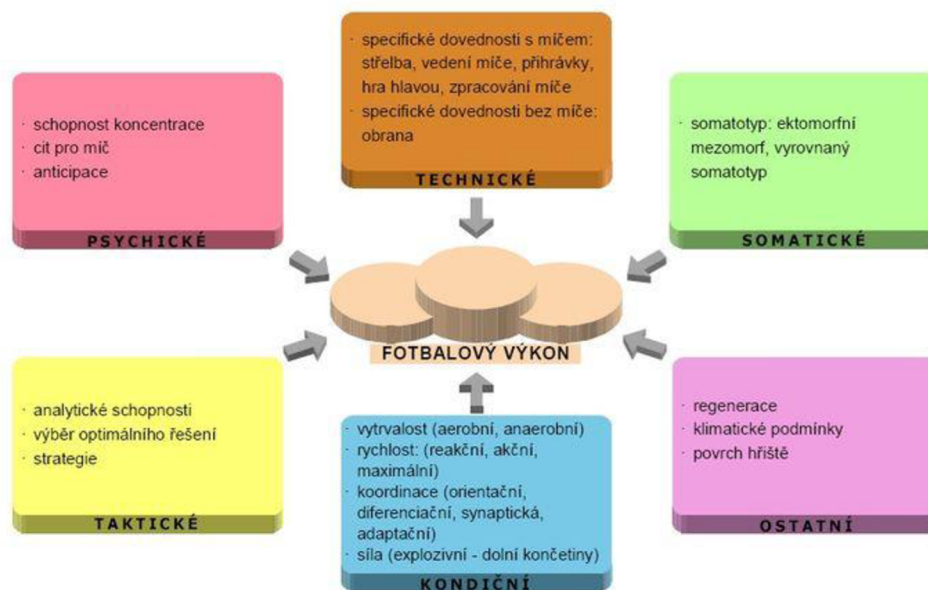 · specifické dovednosti s míčem:
střelba, vedení míče, přihrávky,
hra hlavou, zpracování míče
· specifické dovednosti bez míče:
obrana
TECHNICKÉ
· schopnost koncentrace
· cit pro míč
· anticipace
PSYCHICKÉ
· somatotyp: ektomorfní
mezomorf, vyrovnaný
somatotyp
SOMATICKÉ
FOTBALOVÝ VÝKON
· analytické schopnosti
· výběr optimálního řešení
· strategie
TAKTICKÉ
· vytrvalost (aerobní, anaerobní)
· rychlost: (reakční, akční,
maximální)
· koordinace (orientační,
diferenciační, synaptická,
adaptační)
· síla (explozivní - dolní končetiny)
KONDIČNÍ
· regenerace
· klimatické podmínky
· povrch hřiště
OSTATNÍ